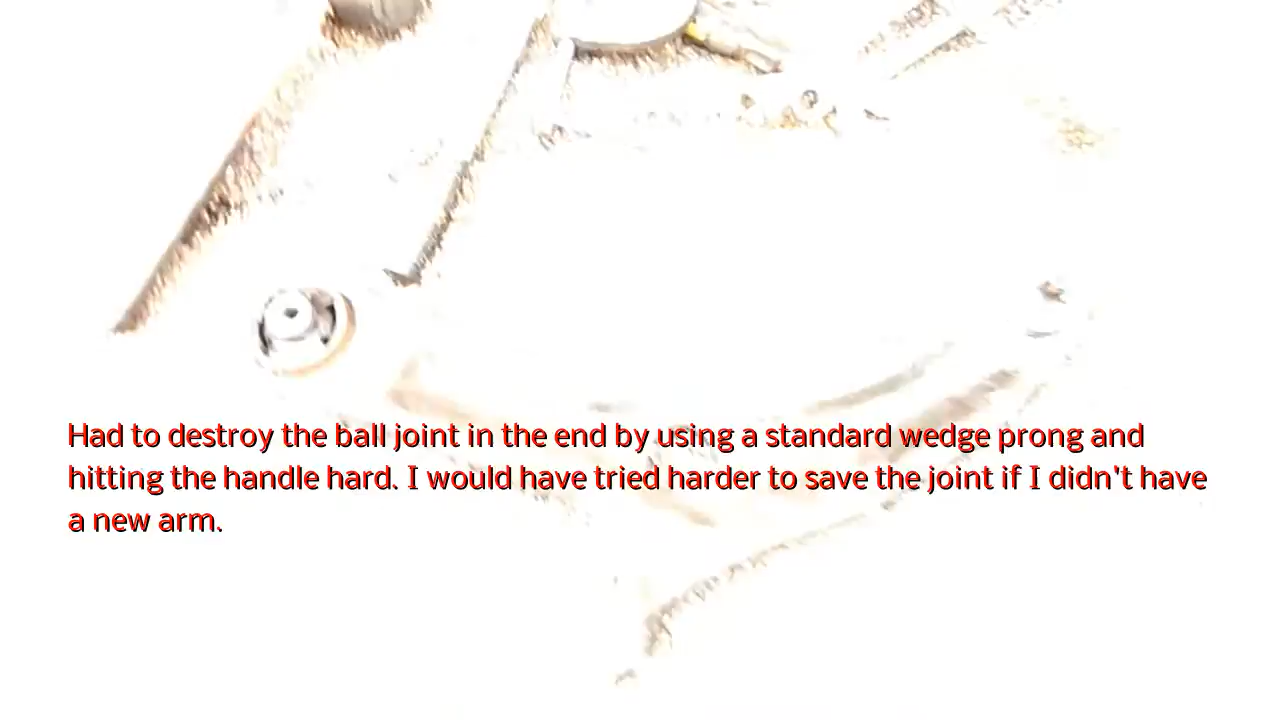 Had to destroy the ball joint in the end by using a standard wedge prong and
hitting the handle hard. I would have tried harder to save the joint if I didn't have
a new arm.